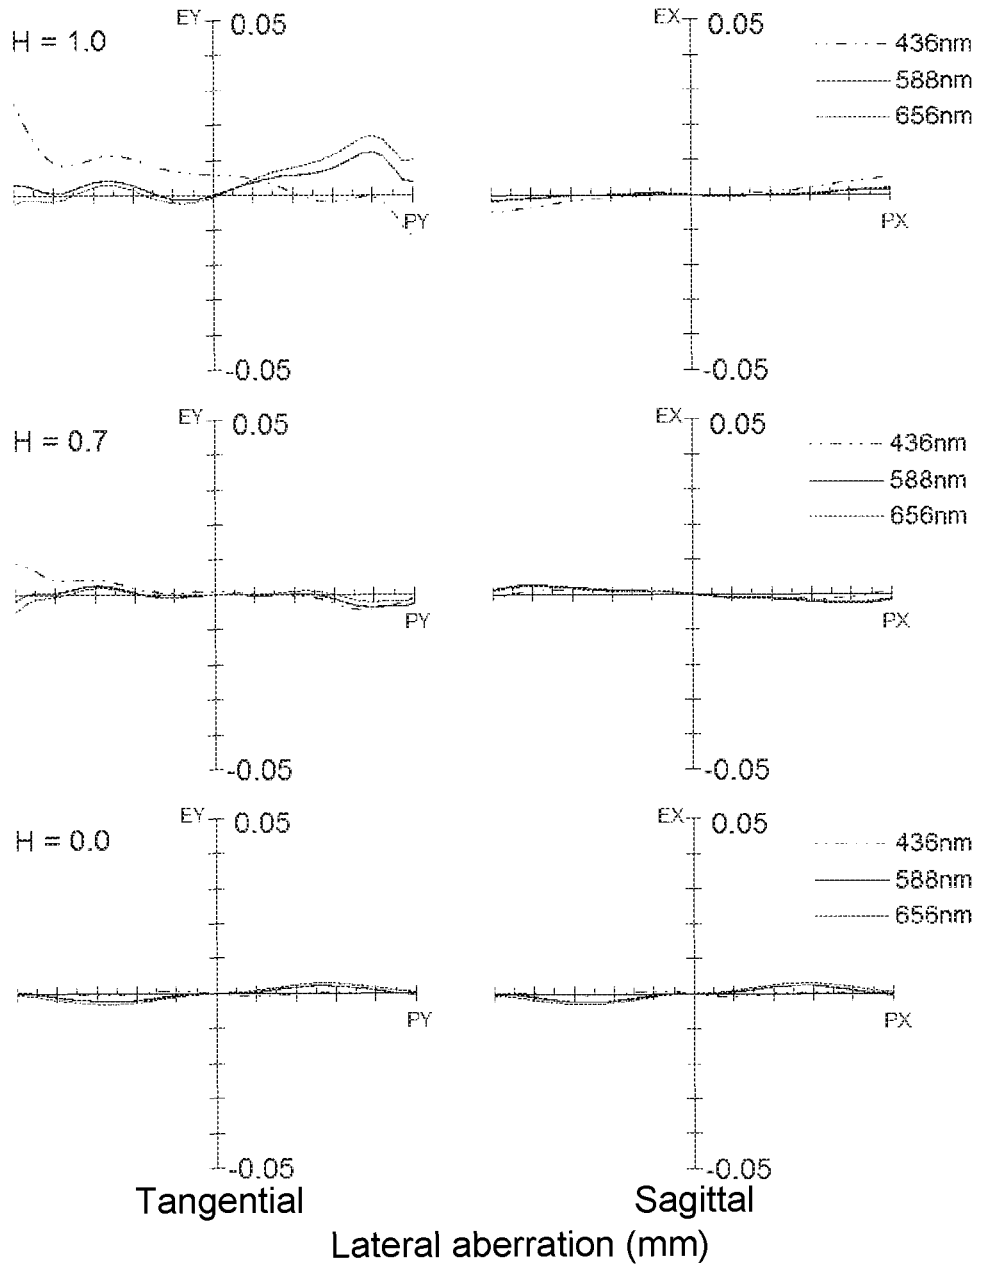 EY 0.05 EX 0.05
H = 1.0 436nm
588nm
656nm
PY PX
-0.05 -0.05
EY 0.05 EX 0.05
H = 0.7 436nm
588nm
656nm
PY PX
-0.05 -0.05
EY 0.05 EX 0.05
H = 0.0 436nm
588nm
656nm
PY PX
-0.05 -0.05
Tangential Sagittal
Lateral aberration (mm)